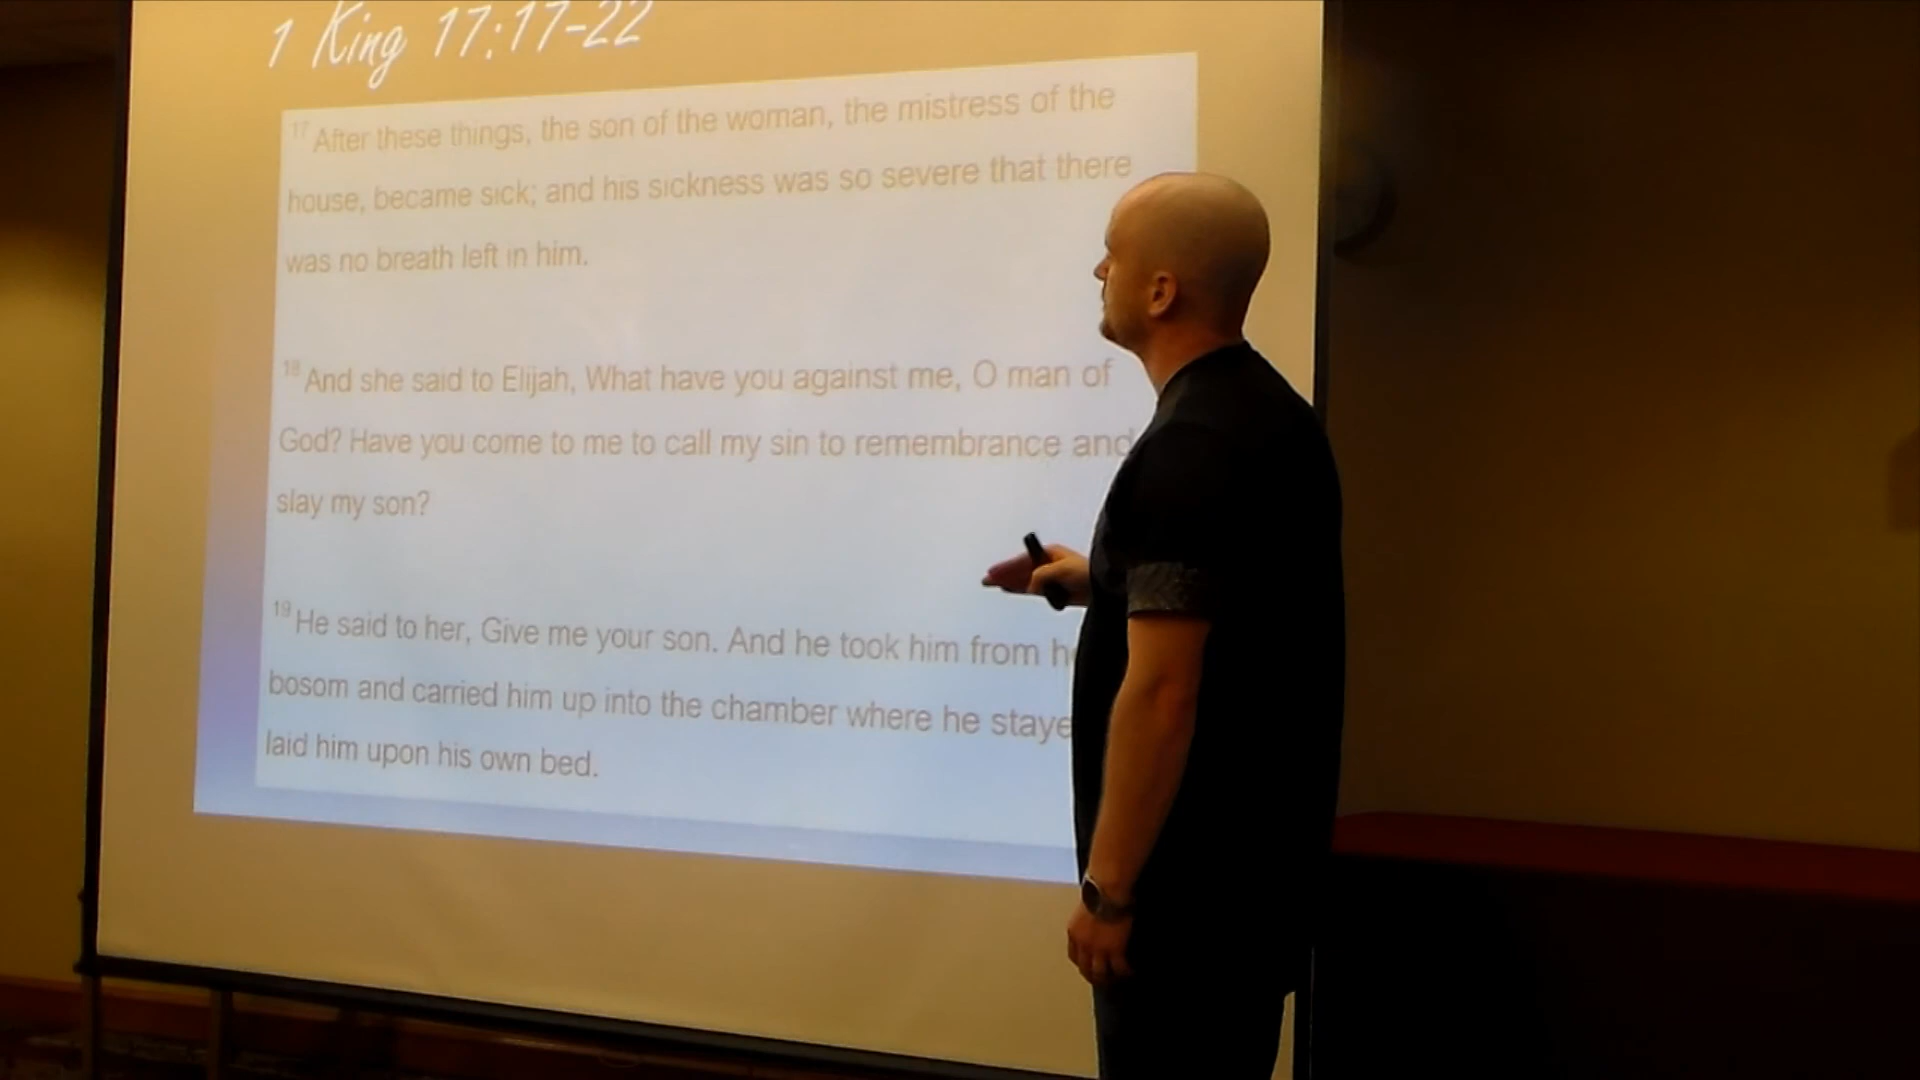 1 King 17:17-22
17 After these things, the son of the woman, the mistress of the
house, became sick; and his sickness was so severe that there
was no breath left in him.
18 And she said to Elijah, What have you against me, O man of
God? Have you come to me to call my sin to remembrance and
slay my son?
19 He said to her, Give me your son. And he took him from
bosom and carried him up into the chamber where he
laid him upon his own bed.